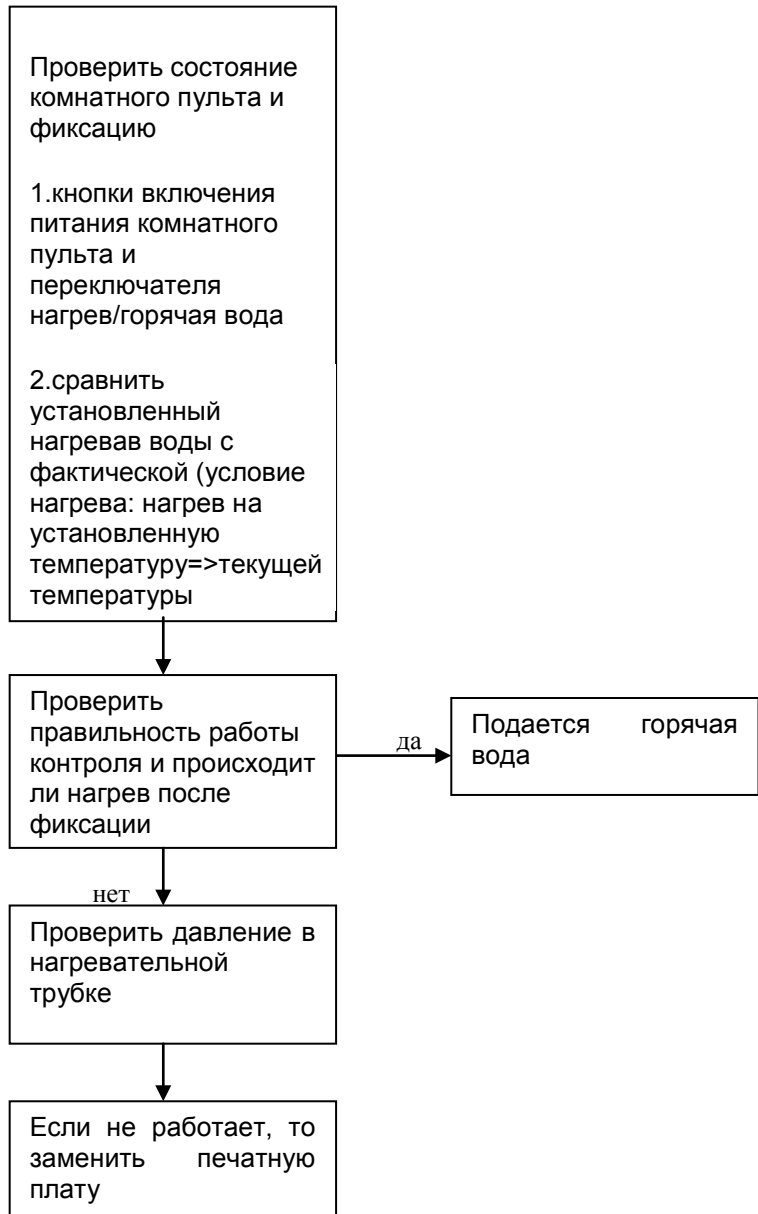 Проверить состояние
комнатного пульта и
фиксацию
1.кнопки включения
питания комнатного
пульта и
переключателя
нагрев/горячая вода
2.сравнить
установленный
нагревав воды с
фактической (условие
нагрева: нагрев на
установленную
температуру=>текущей
температуры
Проверить
правильность работы
контроля и происходит
ли нагрев после
фиксации
да
Подается горячая
вода
нет
Проверить давление в
нагревательной
трубке
Если не работает, то
заменить печатную
плату